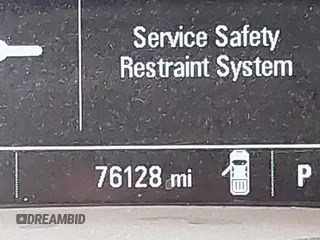 Service Safety
Restraint System
76128 mi
P
DREAMBID